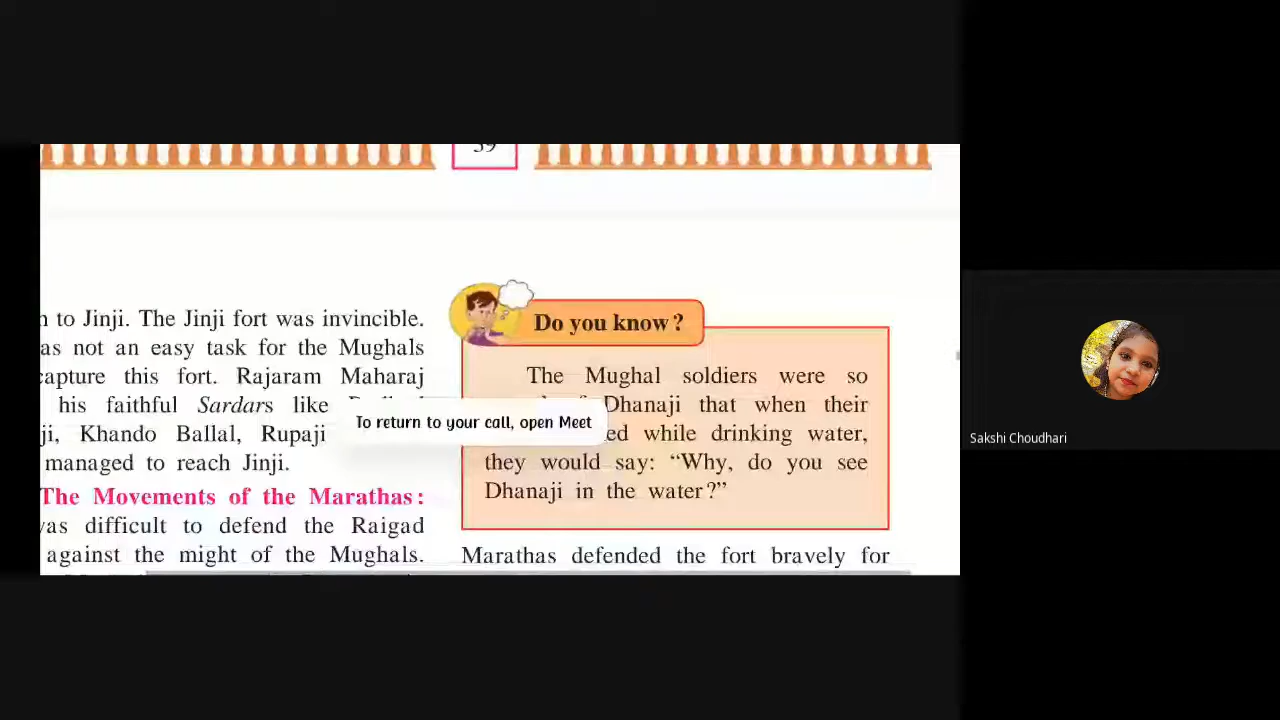 39
n to Jinji. The Jinji fort was invincible.
as not an easy task for the Mughals
capture this fort. Rajaram Maharaj
his faithful Sardars like
ji, Khando Ballal, Rupaji
managed to reach Jinji.
The Movements of the Marathas:
was difficult to defend the Raigad
against the might of the Mughals.
Do you know?
The Mughal soldiers were so
Dhanaji that when their
ed while drinking water,
they would say: “Why, do you see
Dhanaji in the water?”
Marathas defended the fort bravely for
To return to your call, open Meet
Sakshi Choudhari